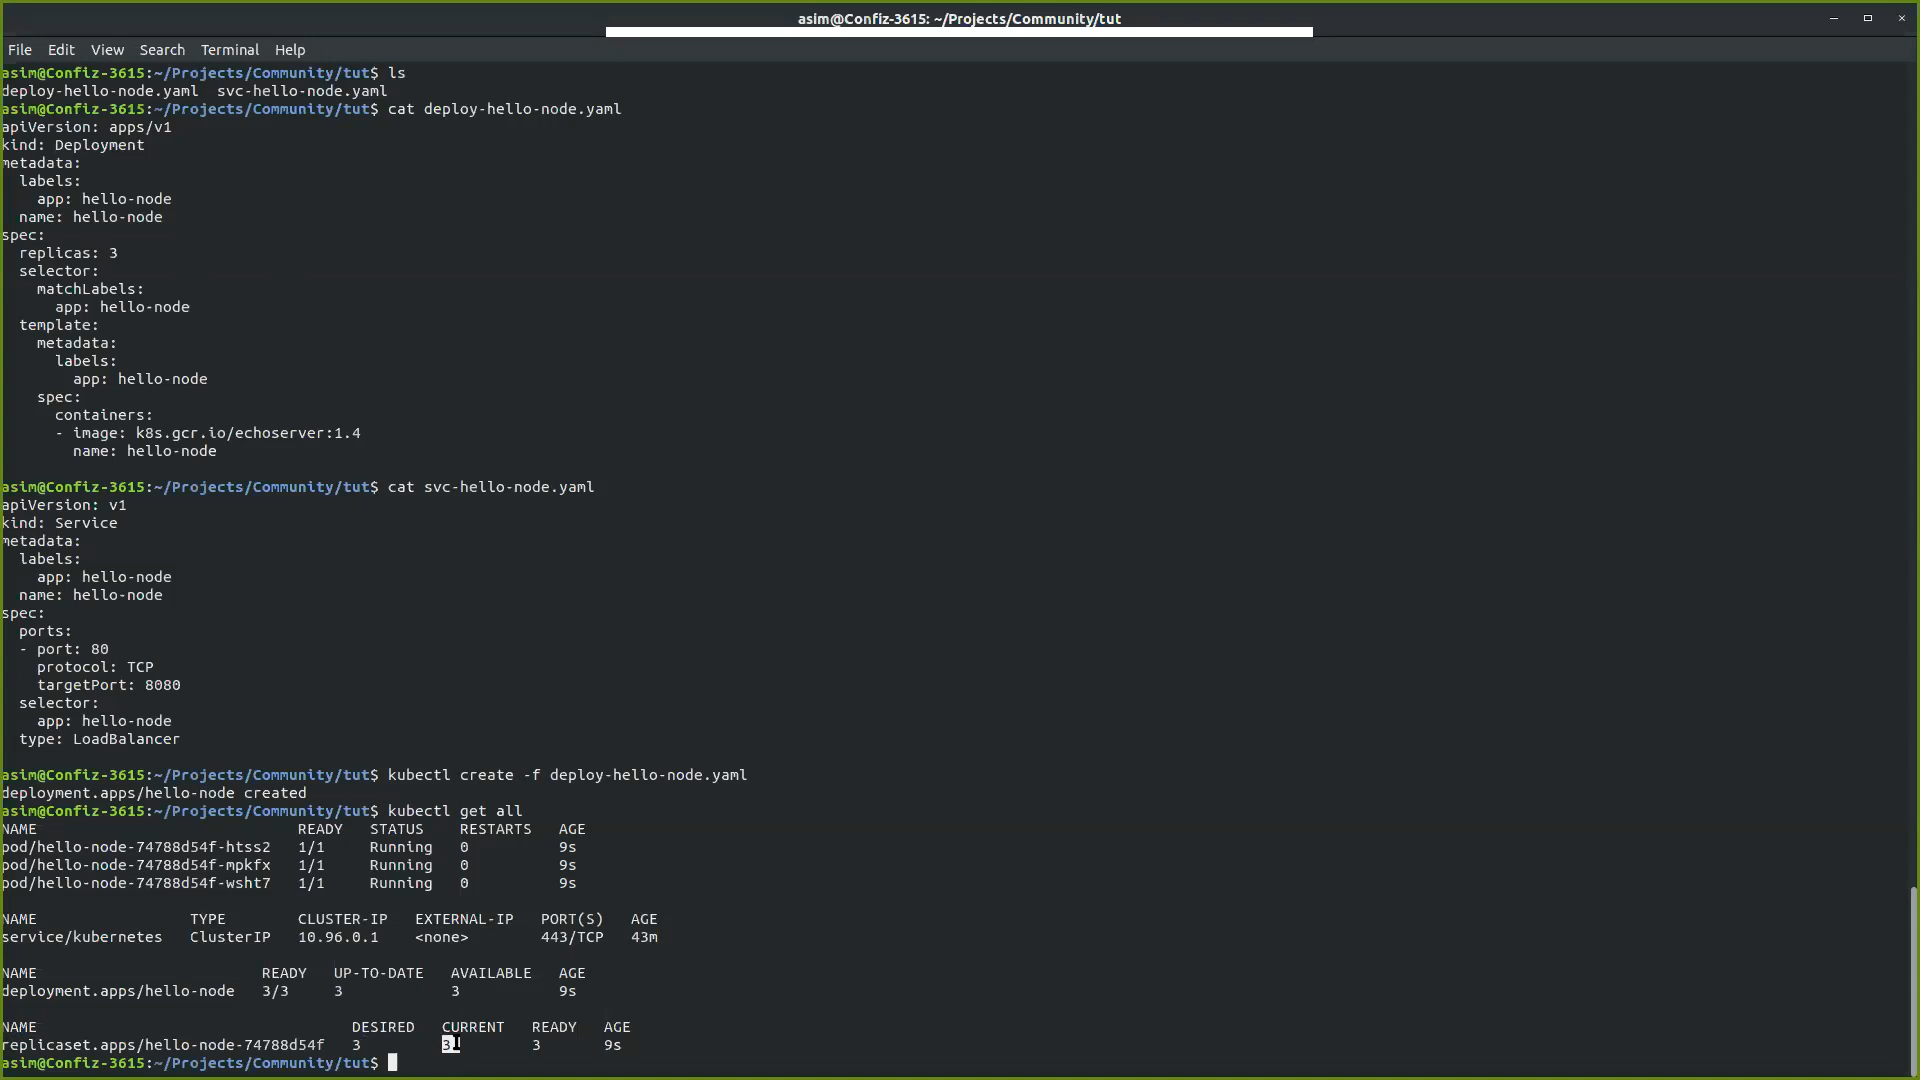 asim@Confiz-3615: ~/Projects/Community/tut
File Edit View Search Terminal Help
asim@Confiz-3615:~/Projects/Community/tut$ ls
deploy-hello-node.yaml  svc-hello-node.yaml
asim@Confiz-3615:~/Projects/Community/tut$ cat deploy-hello-node.yaml
apiVersion: apps/v1
kind: Deployment
metadata:
  labels:
    app: hello-node
  name: hello-node
spec:
  replicas: 3
  selector:
    matchLabels:
      app: hello-node
  template:
    metadata:
      labels:
        app: hello-node
    spec:
      containers:
      - image: k8s.gcr.io/echoserver:1.4
        name: hello-node
asim@Confiz-3615:~/Projects/Community/tut$ cat svc-hello-node.yaml
apiVersion: v1
kind: Service
metadata:
  labels:
    app: hello-node
  name: hello-node
spec:
  ports:
  - port: 80
    protocol: TCP
    targetPort: 8080
  selector:
    app: hello-node
  type: LoadBalancer
asim@Confiz-3615:~/Projects/Community/tut$ kubectl create -f deploy-hello-node.yaml
deployment.apps/hello-node created
asim@Confiz-3615:~/Projects/Community/tut$ kubectl get all
NAME                             READY   STATUS    RESTARTS   AGE
pod/hello-node-74788d54f-htss2   1/1     Running   0          9s
pod/hello-node-74788d54f-mpkfx   1/1     Running   0          9s
pod/hello-node-74788d54f-wsht7   1/1     Running   0          9s
NAME                 TYPE        CLUSTER-IP   EXTERNAL-IP   PORT(S)   AGE
service/kubernetes   ClusterIP   10.96.0.1    <none>        443/TCP   43m
NAME                         READY   UP-TO-DATE   AVAILABLE   AGE
deployment.apps/hello-node   3/3     3            3           9s
NAME                                   DESIRED   CURRENT   READY   AGE
replicaset.apps/hello-node-74788d54f   3         3         3       9s
asim@Confiz-3615:~/Projects/Community/tut$